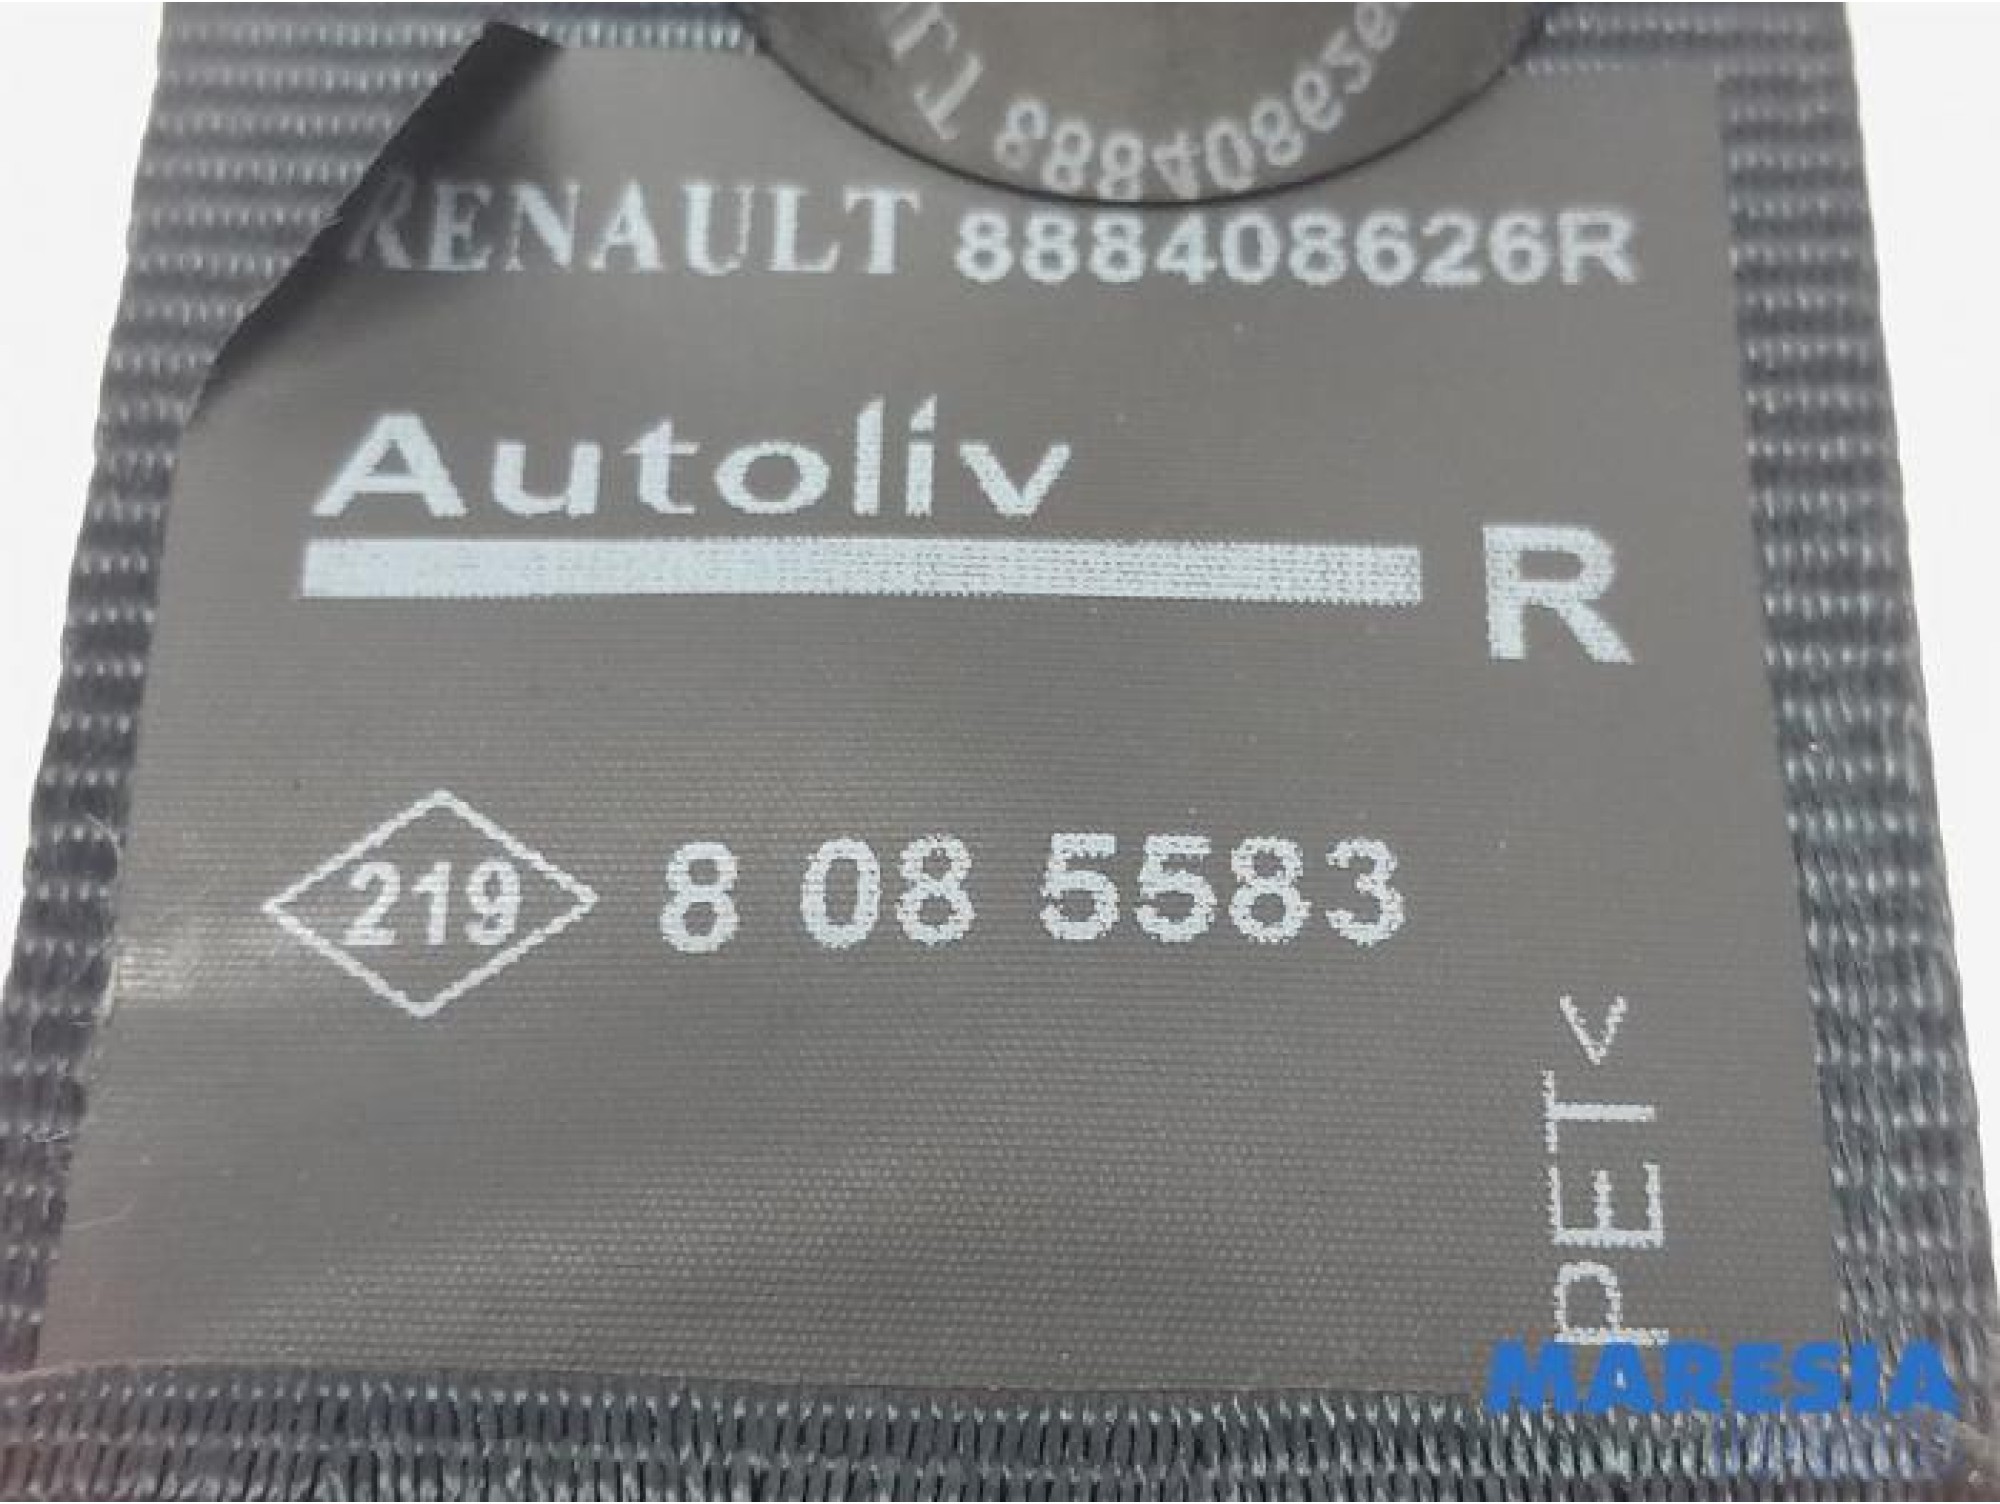 RENAULT 888408626R
Autoliv
R
219 8 08 5583
PET<
MARESIA